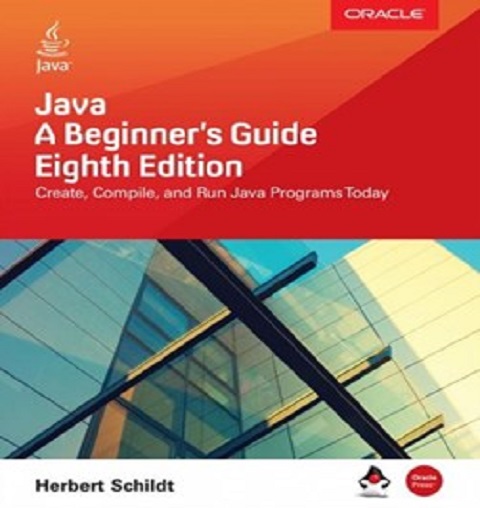 ORACLE
Java
Java
A Beginner's Guide
Eighth Edition
Create, Compile, and Run Java Programs Today
Herbert Schildt
Oracle
Press